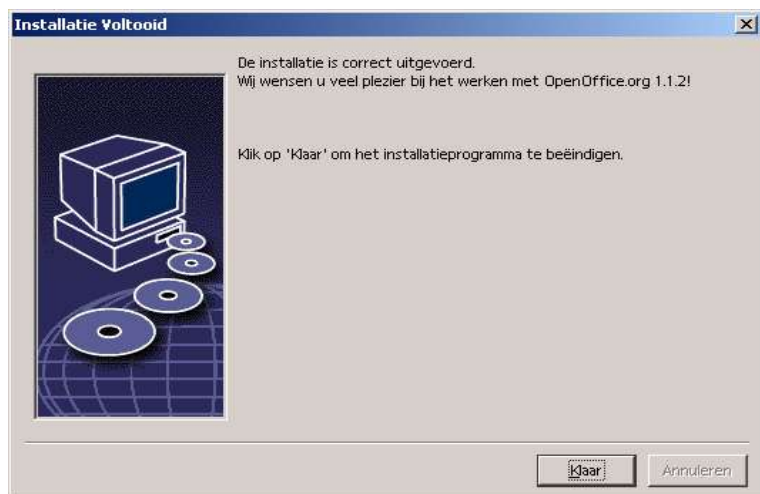 Installatie Voltooid
De installatie is correct uitgevoerd.
Wij wensen u veel plezier bij het werken met OpenOffice.org 1.1.2!
Klik op 'Klaar' om het installatieprogramma te beëindigen.
Klaar
Annuleren